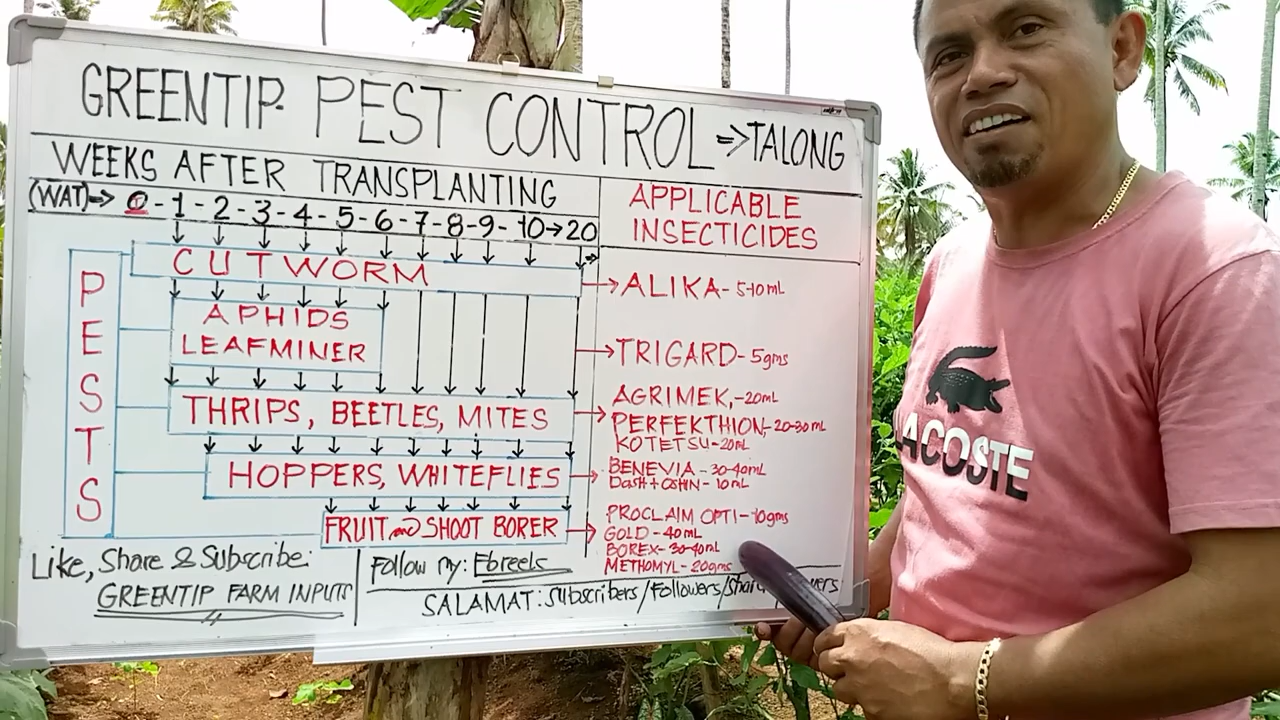 GREENTIP PEST CONTROL => TALONG
WEEKS AFTER TRANSPLANTING
(WAT)=> 0 - 1 - 2 - 3 - 4 - 5 - 6 - 7 - 8 - 9 - 10 → 20
APPLICABLE
INSECTICIDES
PESTS
CUTWORM
APHIDS
LEAFMINER
THRIPS, BEETLES, MITES
HOPPERS, WHITEFLIES
FRUIT and SHOOT BORER
ALIKA - 5-10mL
TRIGARD - 5gms
AGRIMEK, - 20mL
PERFEKTHION, - 20-30mL
KOTETSU - 20mL
BENEVIA - 30-40mL
DASH + OSHIN - 10mL
PROCLAIM OPTI - 10gms
GOLD - 40mL
BOREX - 30-40mL
METHOMYL - 20gms
Like, Share & Subscribe:
GREENTIP FARM INPUTS
Follow my: Ebreels
SALAMAT: Subscribers/Followers/
LACOSTE